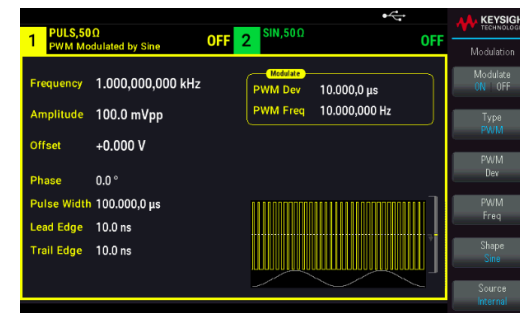 KEYSIGH
TECHNOLOG
1 PULS,50Ω OFF 2 SIN,50Ω OFF
PWM Modulated by Sine
Modulation
Frequency 1.000,000,000 kHz
Amplitude 100.0 mVpp
Offset +0.000 V
Phase 0.0 °
Pulse Width 100.000,0 µs
Lead Edge 10.0 ns
Trail Edge 10.0 ns
Modulate
PWM Dev 10.000,0 µs
PWM Freq 10.000,000 Hz
Modulate
ON OFF
Type
PWM
PWM
Dev
PWM
Freq
Shape
Sine
Source
Internal